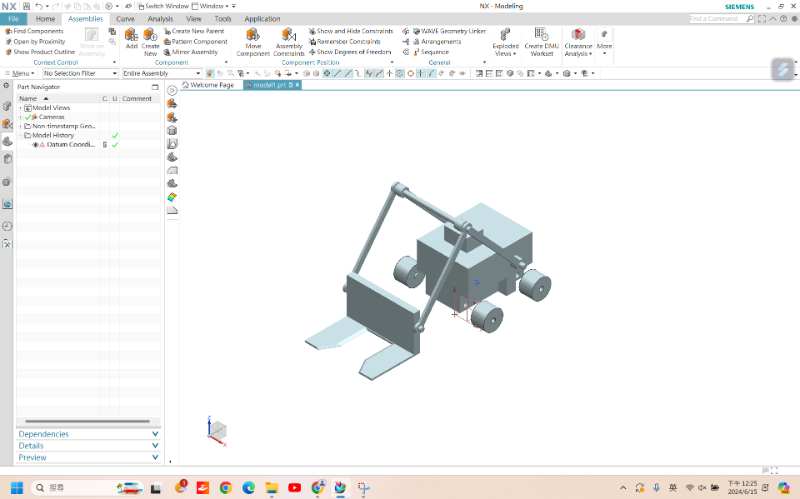 NX
Switch Window
Window
NX - Modeling
SIEMENS
File
Home
Assemblies
Curve
Analysis
View
Tools
Application
Find a Command
Find Components
Open by Proximity
Show Product Outline
Context Control
Work on Assembly
Add
Create New
Create New Parent
Pattern Component
Mirror Assembly
Component
Move Component
Assembly Constraints
Show and Hide Constraints
Remember Constraints
Show Degrees of Freedom
Component Position
WAVE Geometry Linker
Arrangements
Sequence
General
Exploded Views
Create DMU Workset
Clearance Analysis
More
Menu
No Selection Filter
Entire Assembly
Part Navigator
Welcome Page
model1.prt
Name
C
U
Comment
Model Views
Cameras
Non-timestamp Geo...
Model History
Datum Coordi...
Dependencies
Details
Preview
Z
X
搜尋
英
下午 12:25
2024/6/15